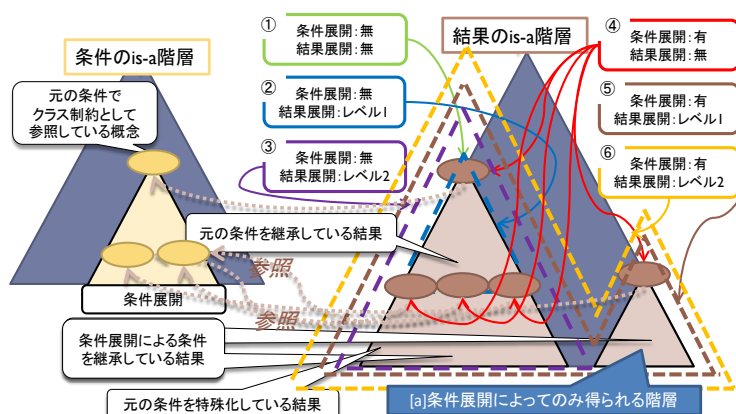 条件のis-a階層
元の条件で
クラス制約として
参照している概念
条件展開
①
条件展開：無
結果展開：無
②
条件展開：無
結果展開：レベル1
③
条件展開：無
結果展開：レベル2
結果のis-a階層
④
条件展開：有
結果展開：無
⑤
条件展開：有
結果展開：レベル1
⑥
条件展開：有
結果展開：レベル2
元の条件を継承している結果
参照
参照
条件展開による条件
を継承している結果
元の条件を特殊化している結果
[a]条件展開によってのみ得られる階層